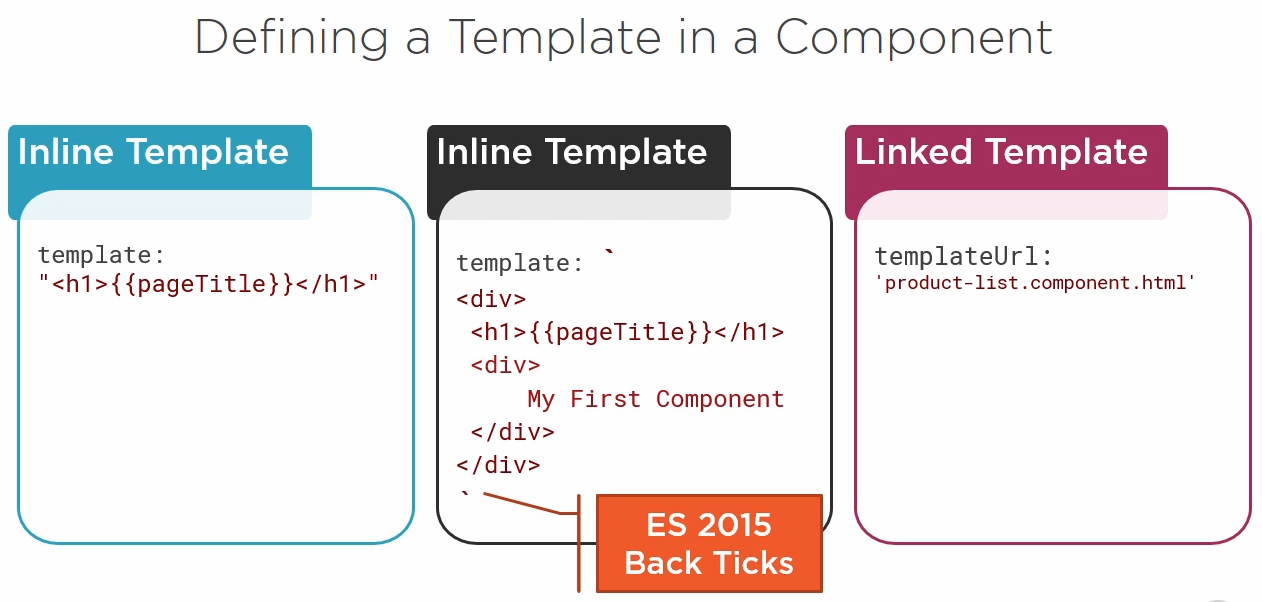 Defining a Template in a Component
Inline Template
template:
"<h1>{{pageTitle}}</h1>"
Inline Template
template: `
<div>
<h1>{{pageTitle}}</h1>
<div>
My First Component
</div>
</div>
`
ES 2015
Back Ticks
Linked Template
templateUrl:
'product-list.component.html'